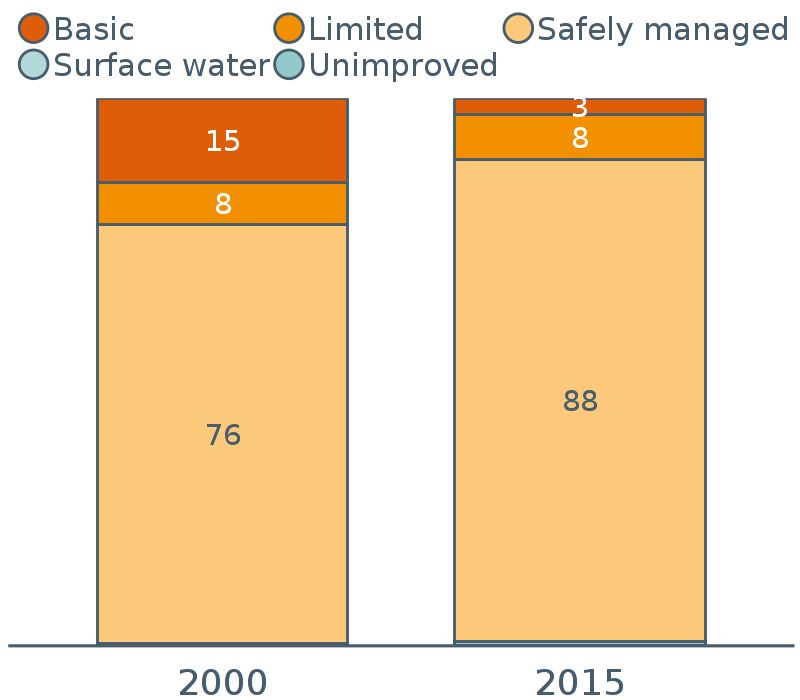 Basic Limited Safely managed
Surface water Unimproved
3
15 8
8
76 88
2000 2015